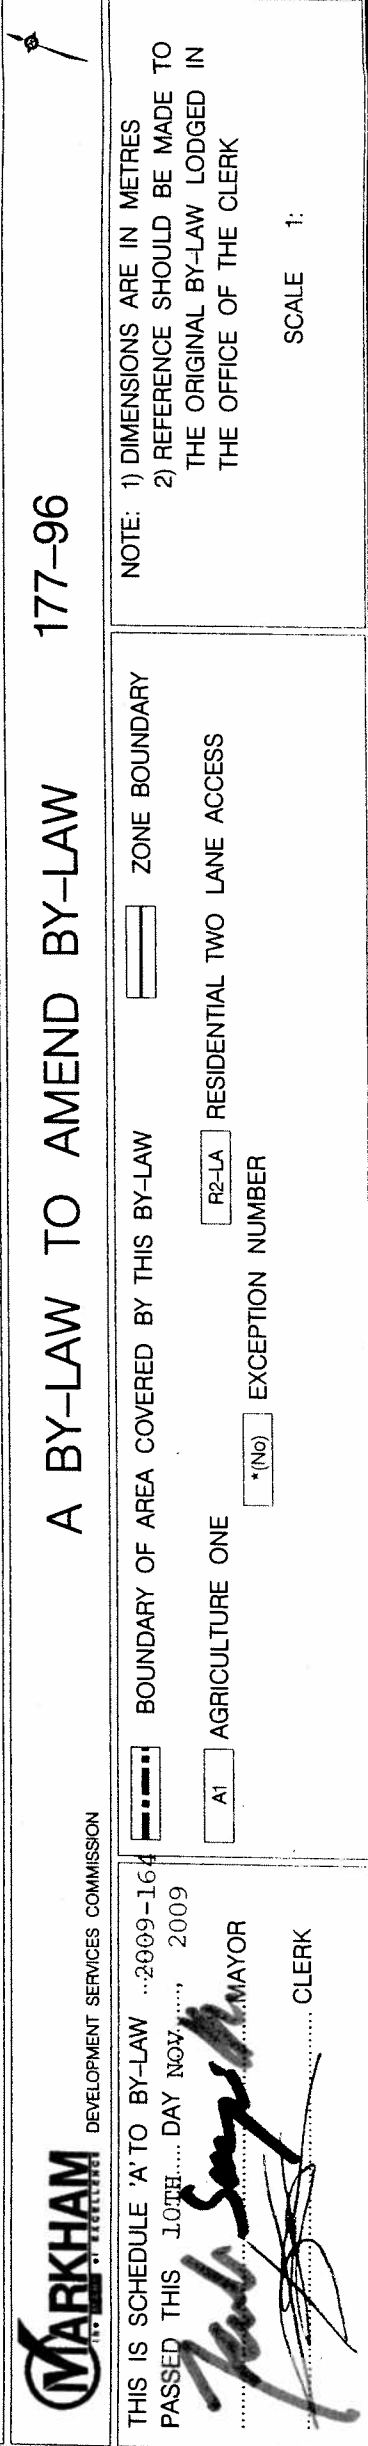 MARKHAM DEVELOPMENT SERVICES COMMISSION
A BY-LAW TO AMEND BY-LAW 177-96
THIS IS SCHEDULE 'A' TO BY-LAW ...2009-164
PASSED THIS 10TH.... DAY NOV....., 2009
MAYOR
CLERK
BOUNDARY OF AREA COVERED BY THIS BY-LAW
ZONE BOUNDARY
A1 AGRICULTURE ONE
R2-LA RESIDENTIAL TWO LANE ACCESS
*(No) EXCEPTION NUMBER
NOTE: 1) DIMENSIONS ARE IN METRES
2) REFERENCE SHOULD BE MADE TO
THE ORIGINAL BY-LAW LODGED IN
THE OFFICE OF THE CLERK
SCALE 1: